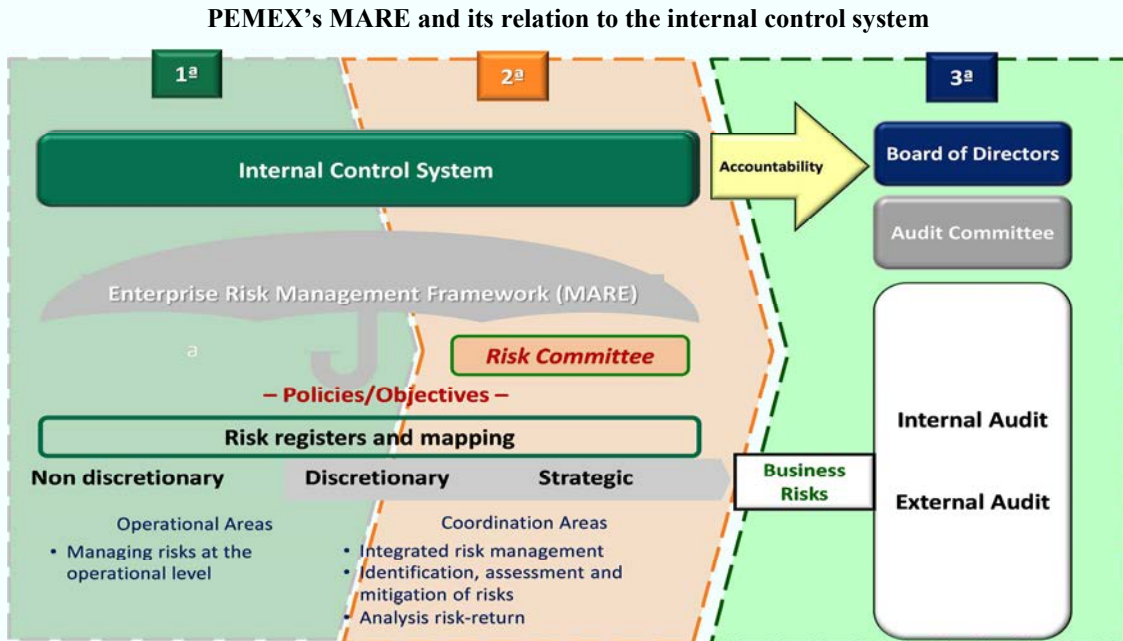 PEMEX's MARE and its relation to the internal control system
1ª
2ª
3ª
Internal Control System
Accountability
Board of Directors
Audit Committee
Enterprise Risk Management Framework (MARE)
a
Risk Committee
– Policies/Objectives –
Risk registers and mapping
Non discretionary
Discretionary
Strategic
Business
Risks
Internal Audit
External Audit
Operational Areas
• Managing risks at the
operational level
Coordination Areas
• Integrated risk management
• Identification, assessment and
mitigation of risks
• Analysis risk-return